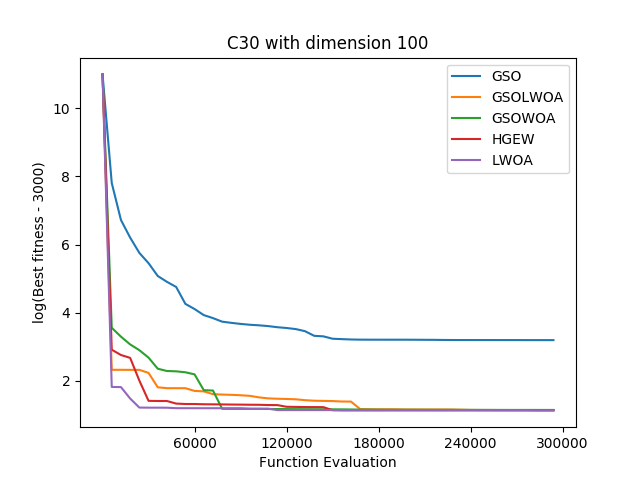 C30 with dimension 100
GSO
GSOLWOA
GSOWOA
HGEW
LWOA
log(Best fitness - 3000)
10
8
6
4
2
60000 120000 180000 240000 300000
Function Evaluation